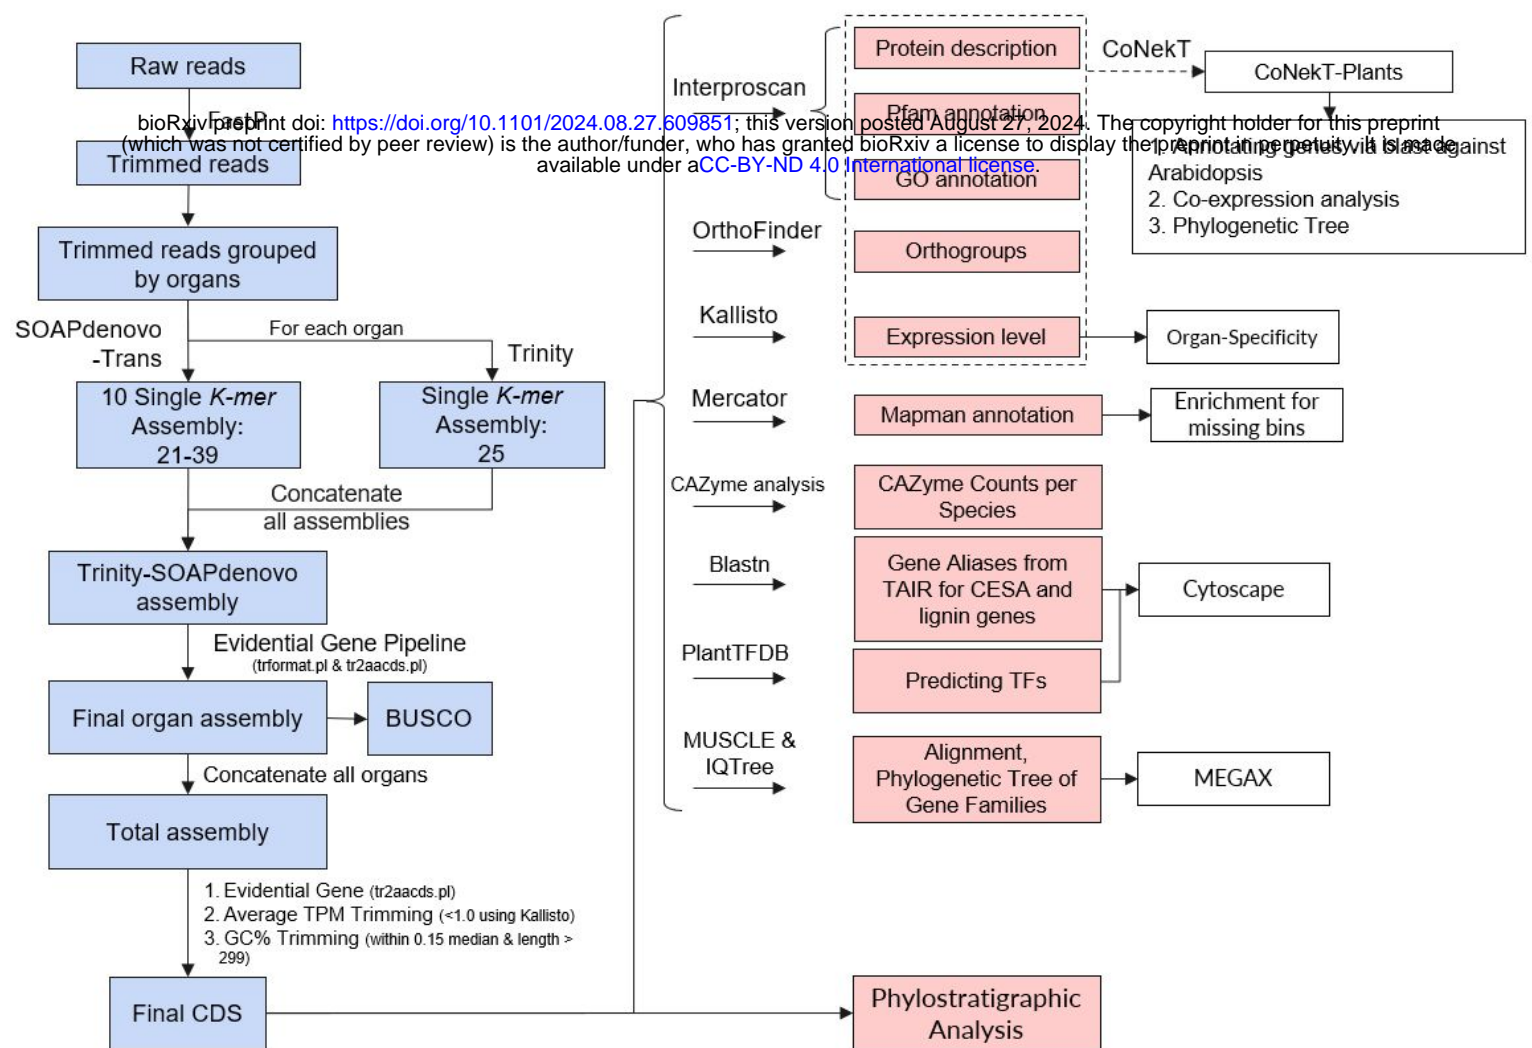 Raw reads
FastP
bioRxiv preprint doi: https://doi.org/10.1101/2024.08.27.609851; this version posted August 27, 2024. The copyright holder for this preprint
(which was not certified by peer review) is the author/funder, who has granted bioRxiv a license to display the preprint in perpetuity. It is made
available under aCC-BY-ND 4.0 International license.
Trimmed reads
Trimmed reads grouped
by organs
SOAPdenovo
-Trans
For each organ
Trinity
10 Single K-mer
Assembly:
21-39
Single K-mer
Assembly:
25
Concatenate
all assemblies
Trinity-SOAPdenovo
assembly
Evidential Gene Pipeline
(trformat.pl & tr2aacds.pl)
Final organ assembly
BUSCO
Concatenate all organs
Total assembly
1. Evidential Gene (tr2aacds.pl)
2. Average TPM Trimming (<1.0 using Kallisto)
3. GC% Trimming (within 0.15 median & length >
299)
Final CDS
Interproscan
Protein description
Pfam annotation
GO annotation
CoNekT
CoNekT-Plants
1. Annotating genes via blast against
Arabidopsis
2. Co-expression analysis
3. Phylogenetic Tree
OrthoFinder
Orthogroups
Kallisto
Expression level
Organ-Specificity
Mercator
Mapman annotation
Enrichment for
missing bins
CAZyme analysis
CAZyme Counts per
Species
Blastn
Gene Aliases from
TAIR for CESA and
lignin genes
Cytoscape
PlantTFDB
Predicting TFs
MUSCLE &
IQTree
Alignment,
Phylogenetic Tree of
Gene Families
MEGAX
Phylostratigraphic
Analysis